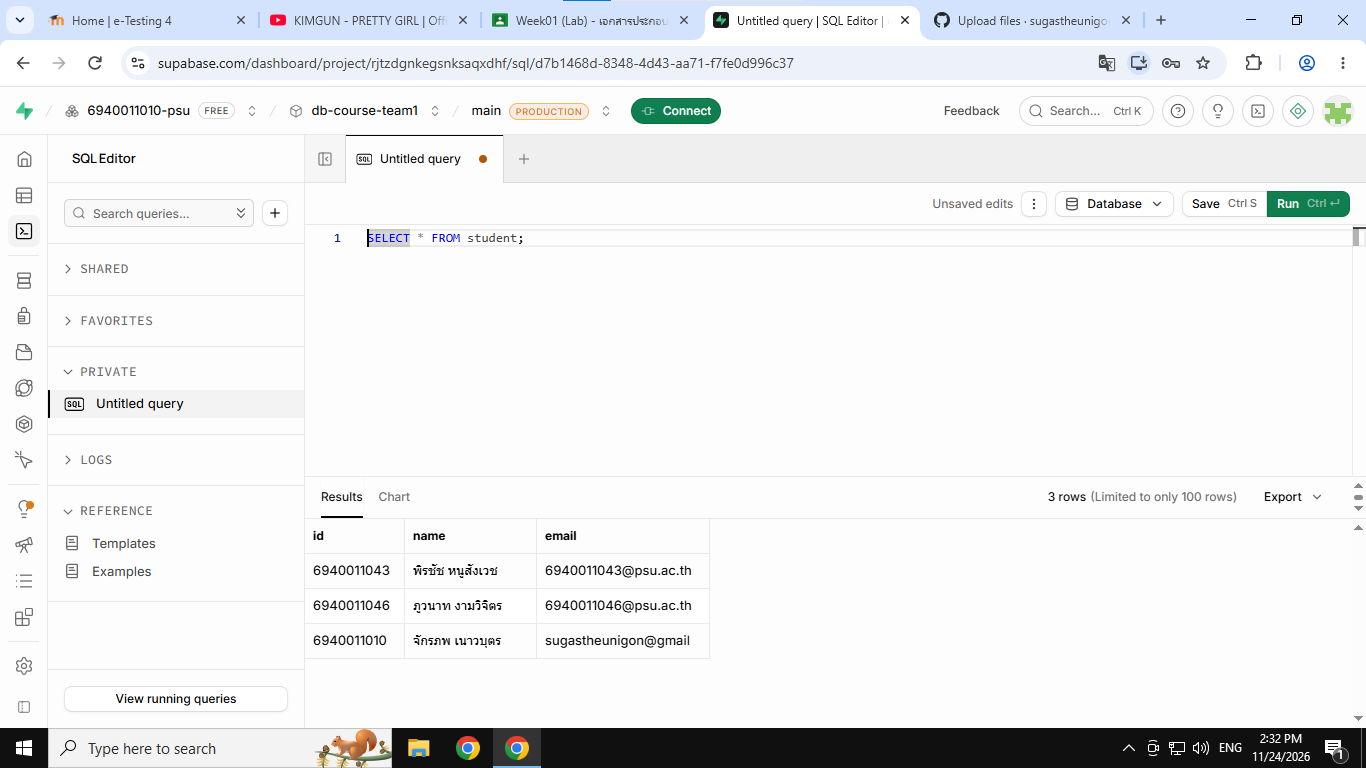 Home | e-Testing 4
KIMGUN - PRETTY GIRL | Off
Week01 (Lab) - เอกสารประกอบ
Untitled query | SQL Editor |
Upload files · sugastheunigo
supabase.com/dashboard/project/rjtzdgnkegsnksaqxdhf/sql/d7b1468d-8348-4d43-aa71-f7fe0d996c37
6940011010-psu FREE / db-course-team1 / main PRODUCTION Connect Feedback Search... Ctrl K
SQL Editor
SQL Untitled query
Search queries...
Unsaved edits Database Save Ctrl S Run Ctrl ↵
1 SELECT * FROM student;
SHARED
FAVORITES
PRIVATE
SQL Untitled query
LOGS
REFERENCE
Templates
Examples
View running queries
Results Chart 3 rows (Limited to only 100 rows) Export
id name email
6940011043 พิรชัช หนูสังเวช 6940011043@psu.ac.th
6940011046 ภูวนาท งามวิจิตร 6940011046@psu.ac.th
6940011010 จักรภพ เนาวบุตร sugastheunigon@gmail
Type here to search
ENG
2:32 PM
11/24/2026
1